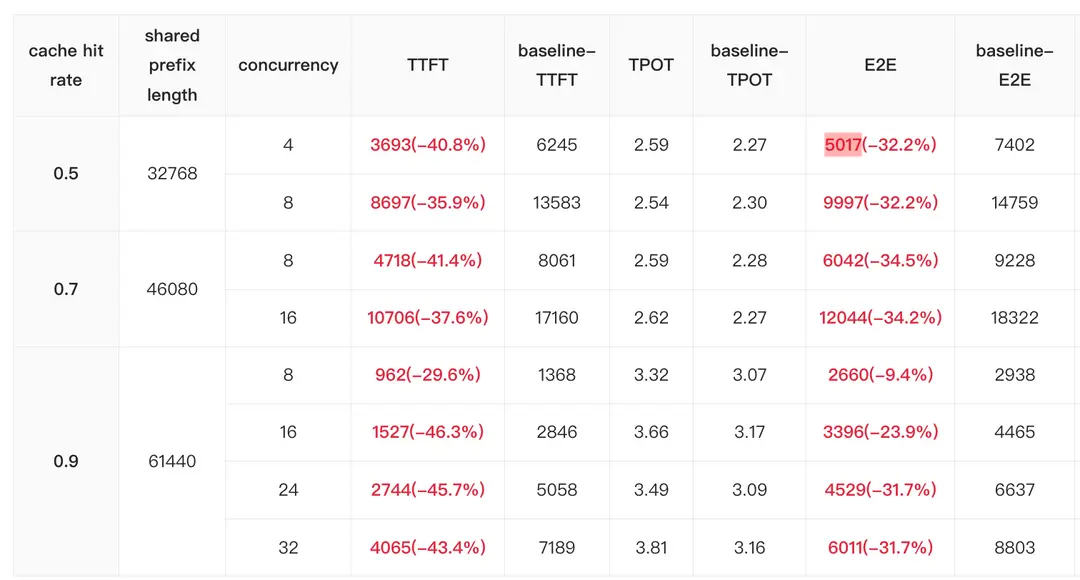 cache hit rate | shared prefix length | concurrency | TTFT | baseline–TTFT | TPOT | baseline–TPOT | E2E | baseline–E2E
0.5 | 32768 | 4 | 3693(−40.8%) | 6245 | 2.59 | 2.27 | 5017(−32.2%) | 7402
8 | 8697(−35.9%) | 13583 | 2.54 | 2.30 | 9997(−32.2%) | 14759
0.7 | 46080 | 8 | 4718(−41.4%) | 8061 | 2.59 | 2.28 | 6042(−34.5%) | 9228
16 | 10706(−37.6%) | 17160 | 2.62 | 2.27 | 12044(−34.2%) | 18322
0.9 | 61440 | 8 | 962(−29.6%) | 1368 | 3.32 | 3.07 | 2660(−9.4%) | 2938
16 | 1527(−46.3%) | 2846 | 3.66 | 3.17 | 3396(−23.9%) | 4465
24 | 2744(−45.7%) | 5058 | 3.49 | 3.09 | 4529(−31.7%) | 6637
32 | 4065(−43.4%) | 7189 | 3.81 | 3.16 | 6011(−31.7%) | 8803